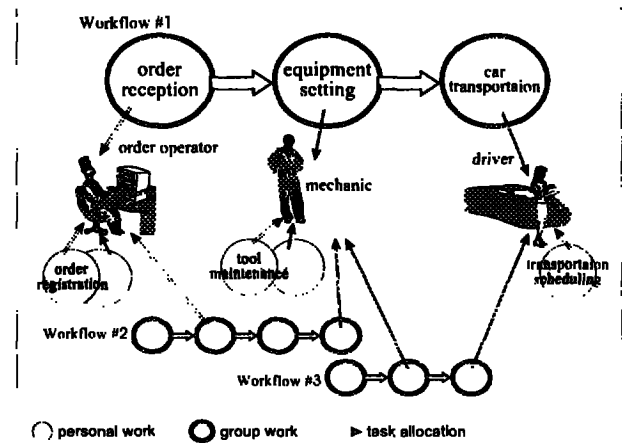 Workflow #1
order
reception
equipment
setting
car
transportaion
order operator
mechanic
driver
order
registration
tool
maintenance
transportaion
scheduling
Workflow #2
Workflow #3
personal work
group work
task allocation